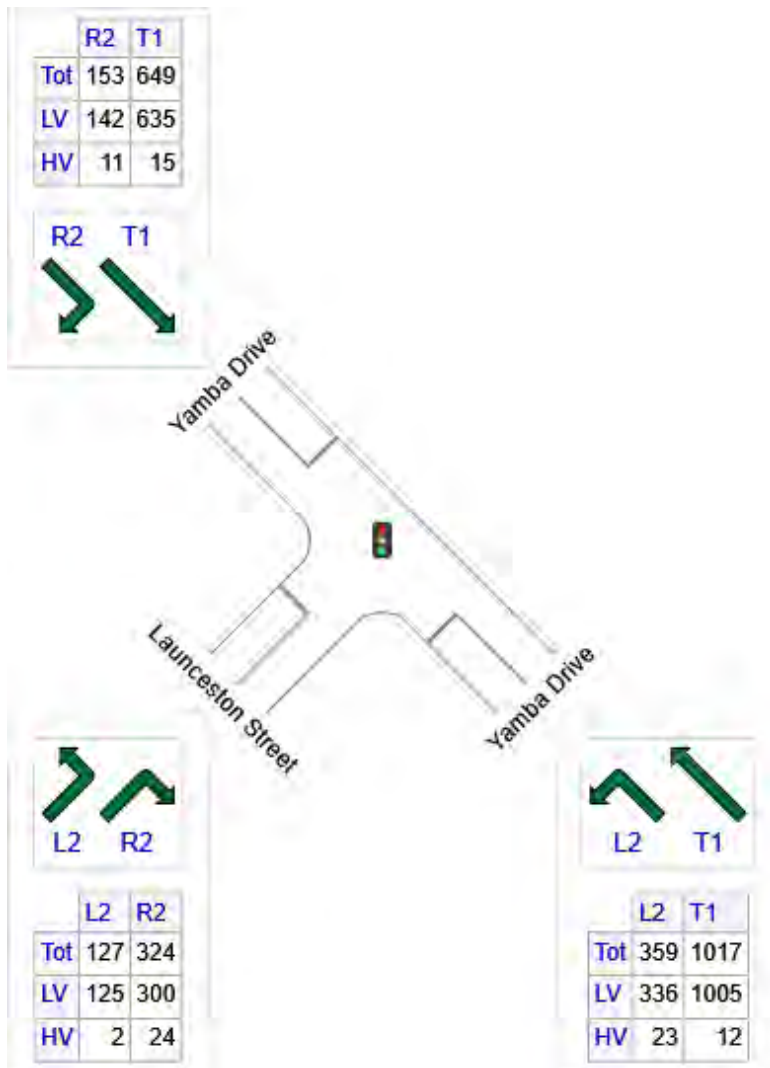 R2 T1
Tot 153 649
LV 142 635
HV 11 15
R2 T1
Yamba Drive
Launceston Street
Yamba Drive
L2 R2
L2 R2
Tot 127 324
LV 125 300
HV 2 24
L2 T1
L2 T1
Tot 359 1017
LV 336 1005
HV 23 12